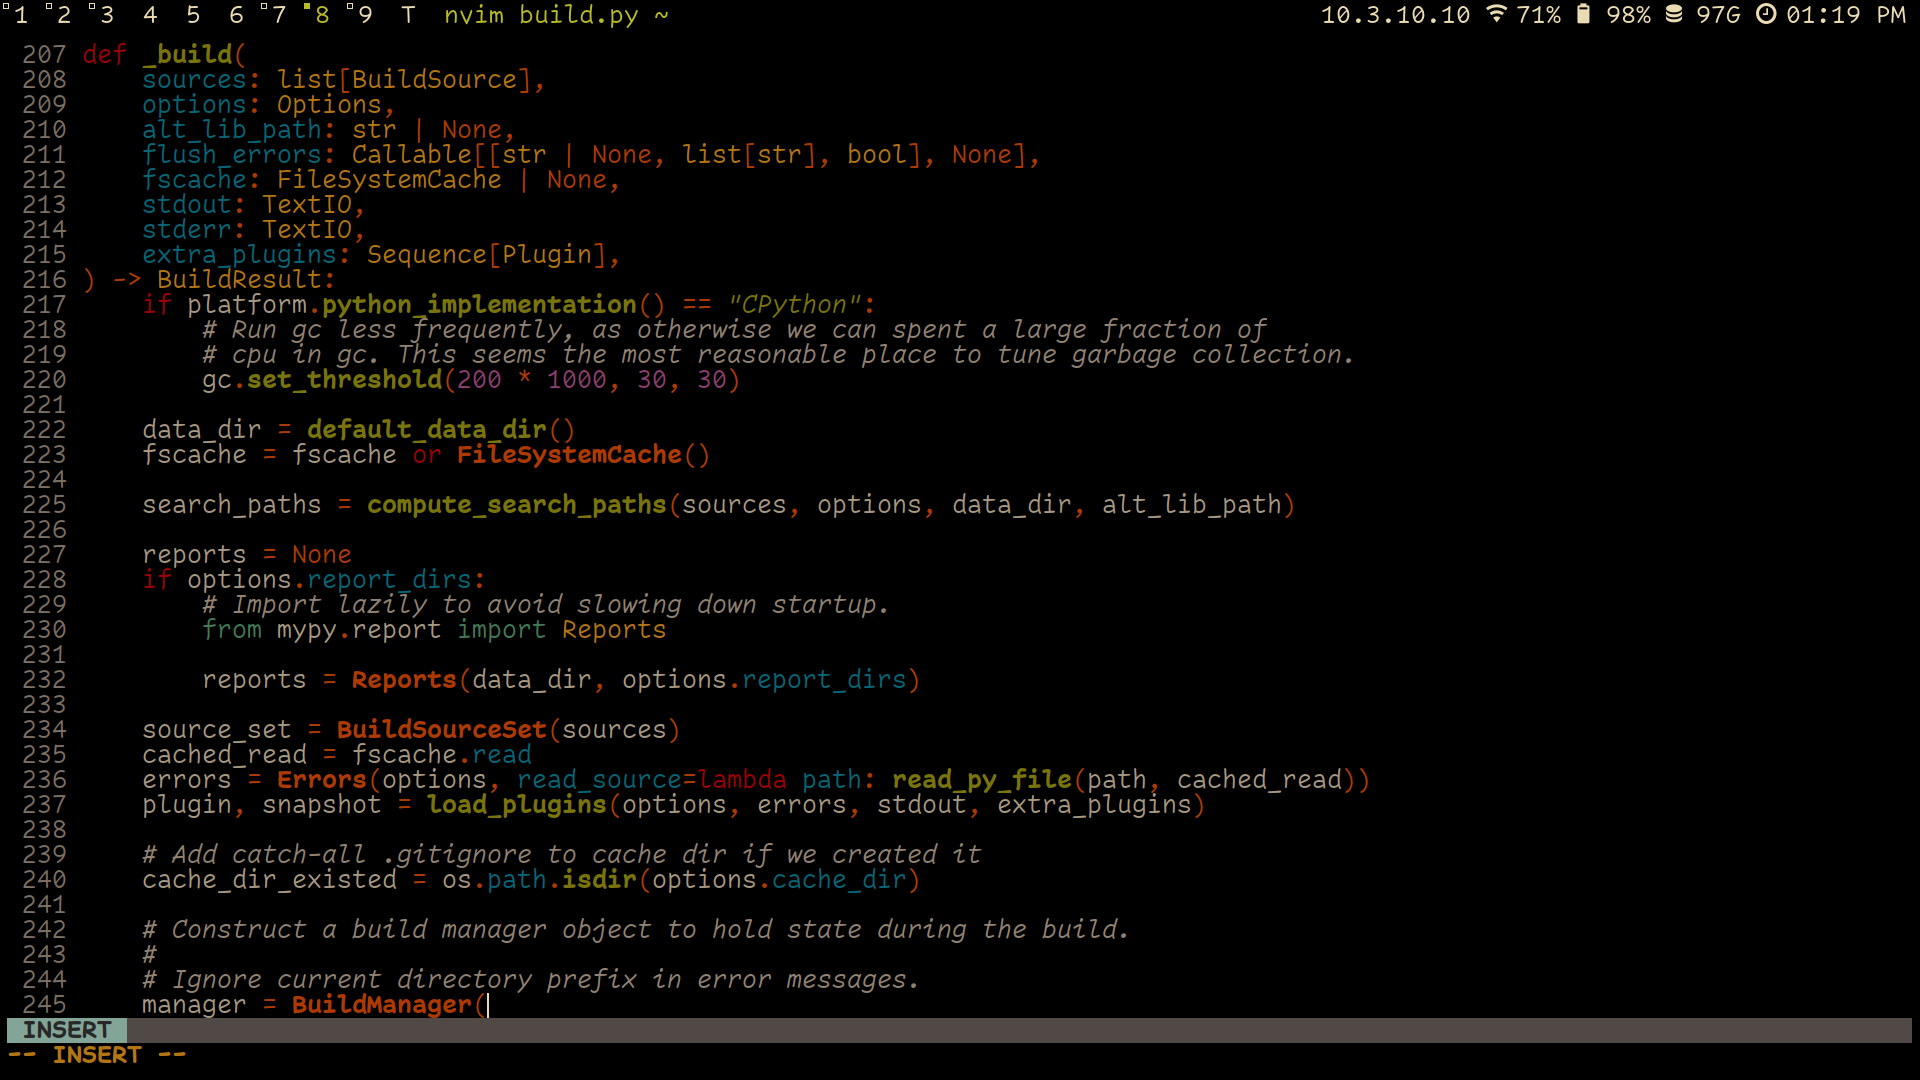 1 2 3 4 5 6 7 8 9 T nvim build.py ~ 10.3.10.10 71% 98% 97G 01:19 PM
207 def _build(
208     sources: list[BuildSource],
209     options: Options,
210     alt_lib_path: str | None,
211     flush_errors: Callable[[str | None, list[str], bool], None],
212     fscache: FileSystemCache | None,
213     stdout: TextIO,
214     stderr: TextIO,
215     extra_plugins: Sequence[Plugin],
216 ) -> BuildResult:
217     if platform.python_implementation() == "CPython":
218         # Run gc less frequently, as otherwise we can spent a large fraction of
219         # cpu in gc. This seems the most reasonable place to tune garbage collection.
220         gc.set_threshold(200 * 1000, 30, 30)
221
222     data_dir = default_data_dir()
223     fscache = fscache or FileSystemCache()
224
225     search_paths = compute_search_paths(sources, options, data_dir, alt_lib_path)
226
227     reports = None
228     if options.report_dirs:
229         # Import lazily to avoid slowing down startup.
230         from mypy.report import Reports
231
232         reports = Reports(data_dir, options.report_dirs)
233
234     source_set = BuildSourceSet(sources)
235     cached_read = fscache.read
236     errors = Errors(options, read_source=lambda path: read_py_file(path, cached_read))
237     plugin, snapshot = load_plugins(options, errors, stdout, extra_plugins)
238
239     # Add catch-all .gitignore to cache dir if we created it
240     cache_dir_existed = os.path.isdir(options.cache_dir)
241
242     # Construct a build manager object to hold state during the build.
243     #
244     # Ignore current directory prefix in error messages.
245     manager = BuildManager(
INSERT
-- INSERT --